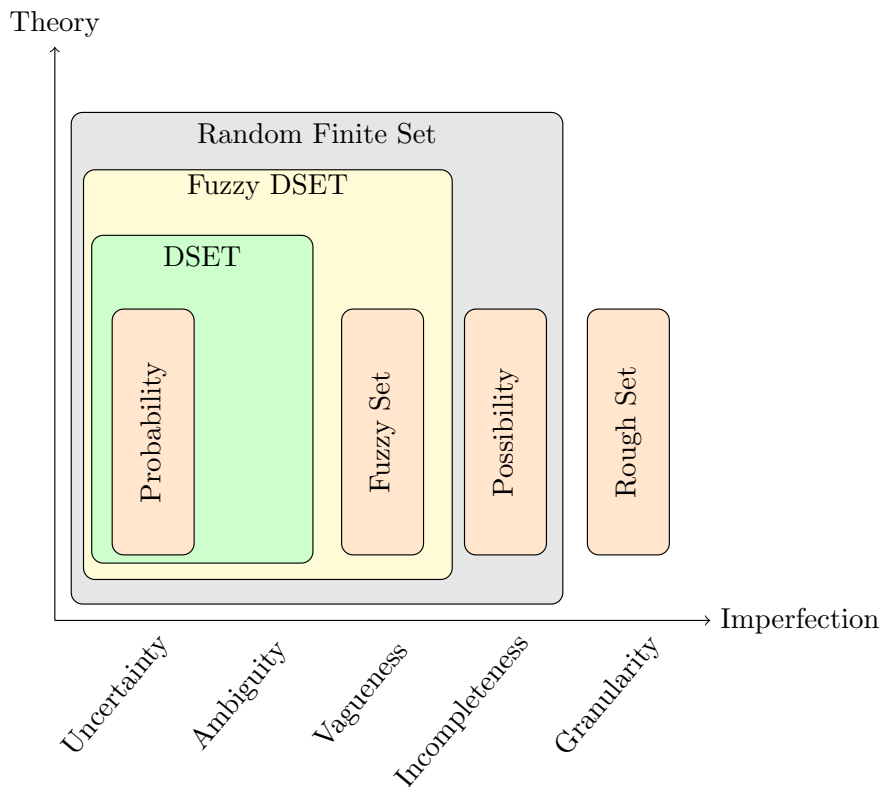 Theory
Random Finite Set
Fuzzy DSET
DSET
Probability
Fuzzy Set
Possibility
Rough Set
Imperfection
Uncertainty
Ambiguity
Vagueness
Incompleteness
Granularity